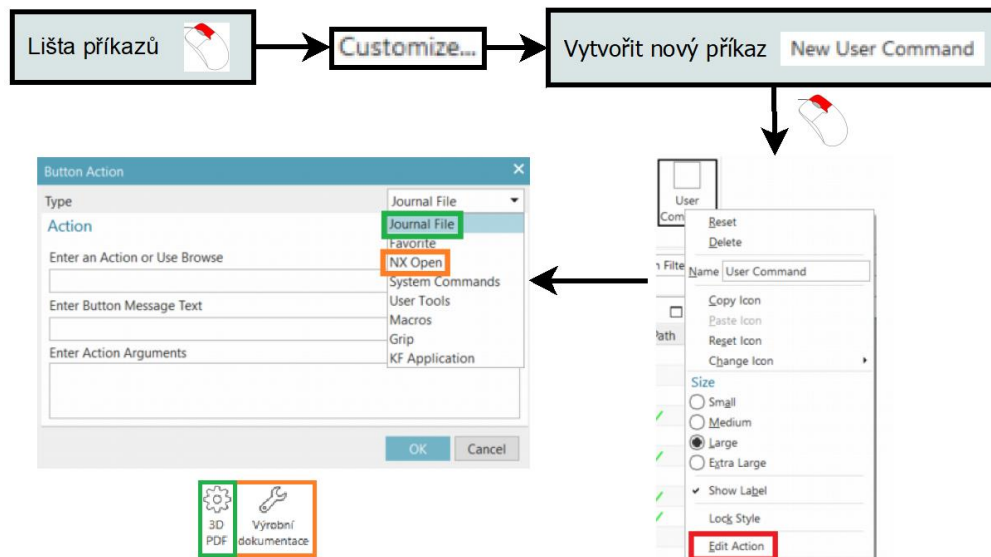 Lišta příkazů
Customize...
Vytvořit nový příkaz New User Command
Button Action
Type Journal File
Journal File
Favorite
NX Open
System Commands
User Tools
Macros
Grip
KF Application
Action
Enter an Action or Use Browse
Enter Button Message Text
Enter Action Arguments
OK Cancel
User
Com
n Filte
Path
Reset
Delete
Name User Command
Copy Icon
Paste Icon
Reset Icon
Change Icon
Size
Small
Medium
Large
Extra Large
Show Label
Lock Style
Edit Action
3D
PDF
Výrobní
dokumentace